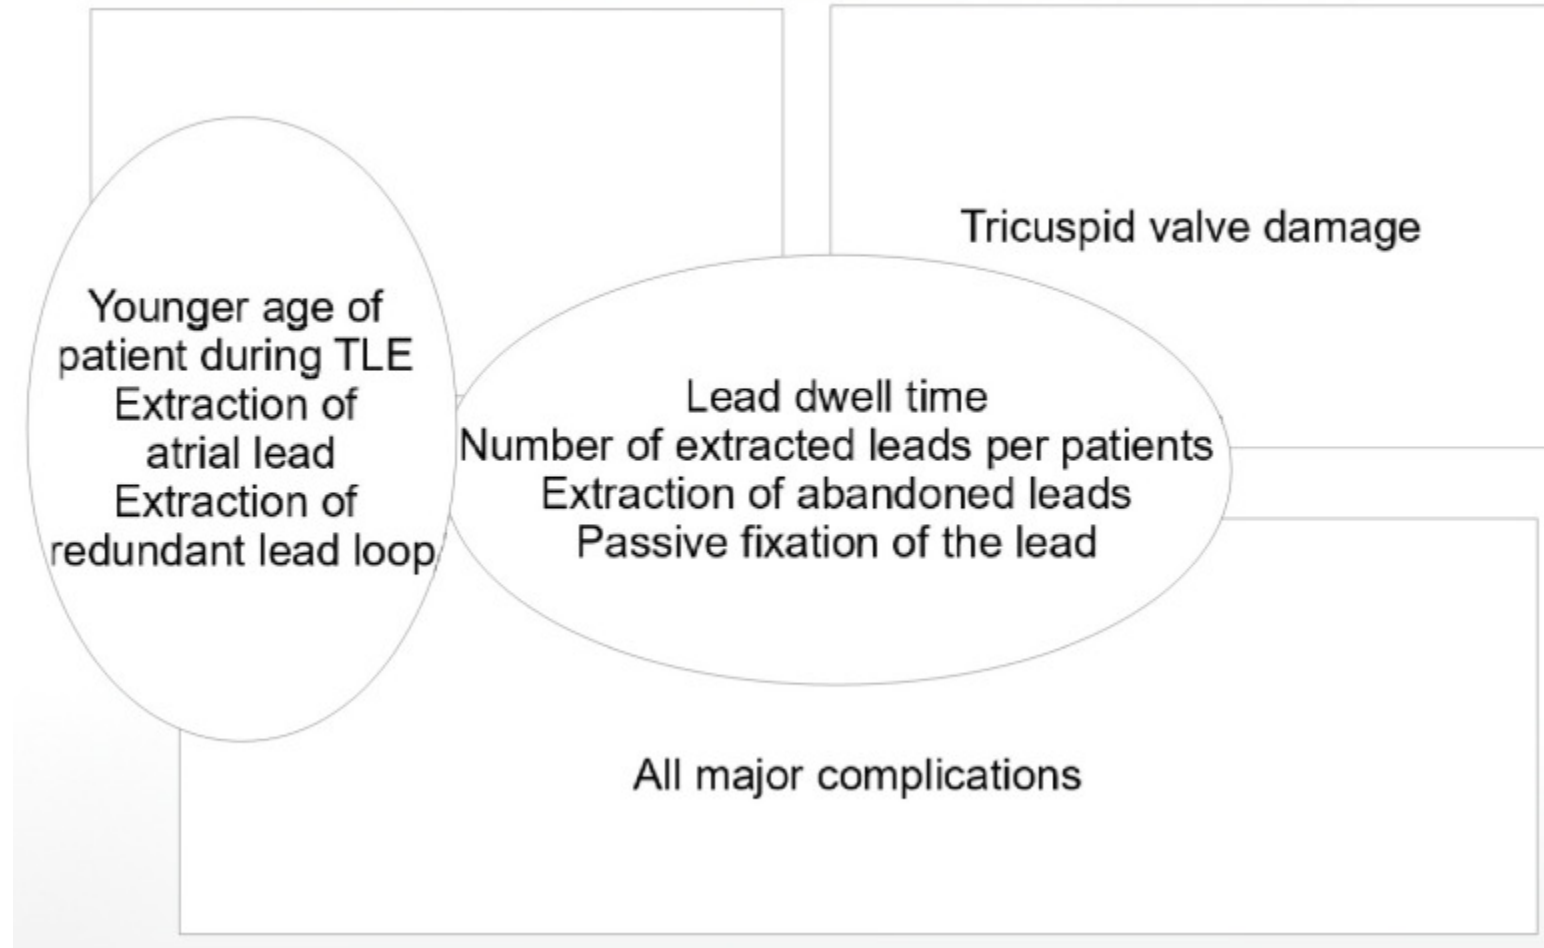 Tricuspid valve damage
Younger age of
patient during TLE
Extraction of
atrial lead
Extraction of
redundant lead loop
Lead dwell time
Number of extracted leads per patients
Extraction of abandoned leads
Passive fixation of the lead
All major complications